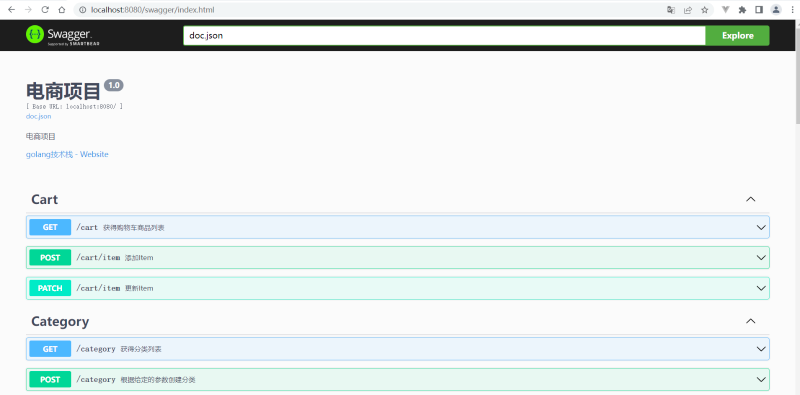 localhost:8080/swagger/index.html
Swagger.
Supported by SMARTBEAR
doc.json
Explore
电商项目 1.0
[ Base URL: localhost:8080/ ]
doc.json
电商项目
golang技术栈 - Website
Cart
GET /cart 获得购物车商品列表
POST /cart/item 添加Item
PATCH /cart/item 更新Item
Category
GET /category 获得分类列表
POST /category 根据给定的参数创建分类